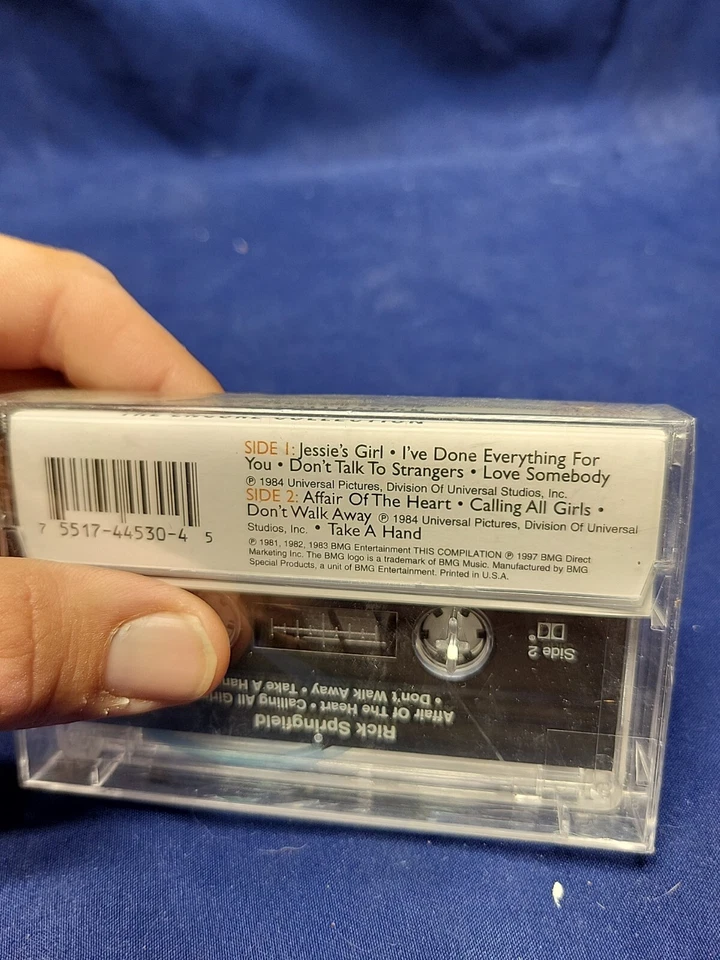 THE ENCORE COLLECTION
SIDE 1: Jessie's Girl • I've Done Everything For
You • Don't Talk To Strangers • Love Somebody
℗ 1984 Universal Pictures, Division Of Universal Studios, Inc.
SIDE 2: Affair Of The Heart • Calling All Girls •
Don't Walk Away ℗ 1984 Universal Pictures, Division Of Universal
Studios, Inc. • Take A Hand
℗ 1981, 1982, 1983 BMG Entertainment THIS COMPILATION ℗ 1997 BMG Direct
Marketing Inc. The BMG logo is a trademark of BMG Music. Manufactured by BMG
Special Products, a unit of BMG Entertainment. Printed in U.S.A.
7 5517-44530-4 5
Rick Springfield
Affair Of The Heart • Calling All Girl
• Don't Walk Away • Take A Han
Side 2